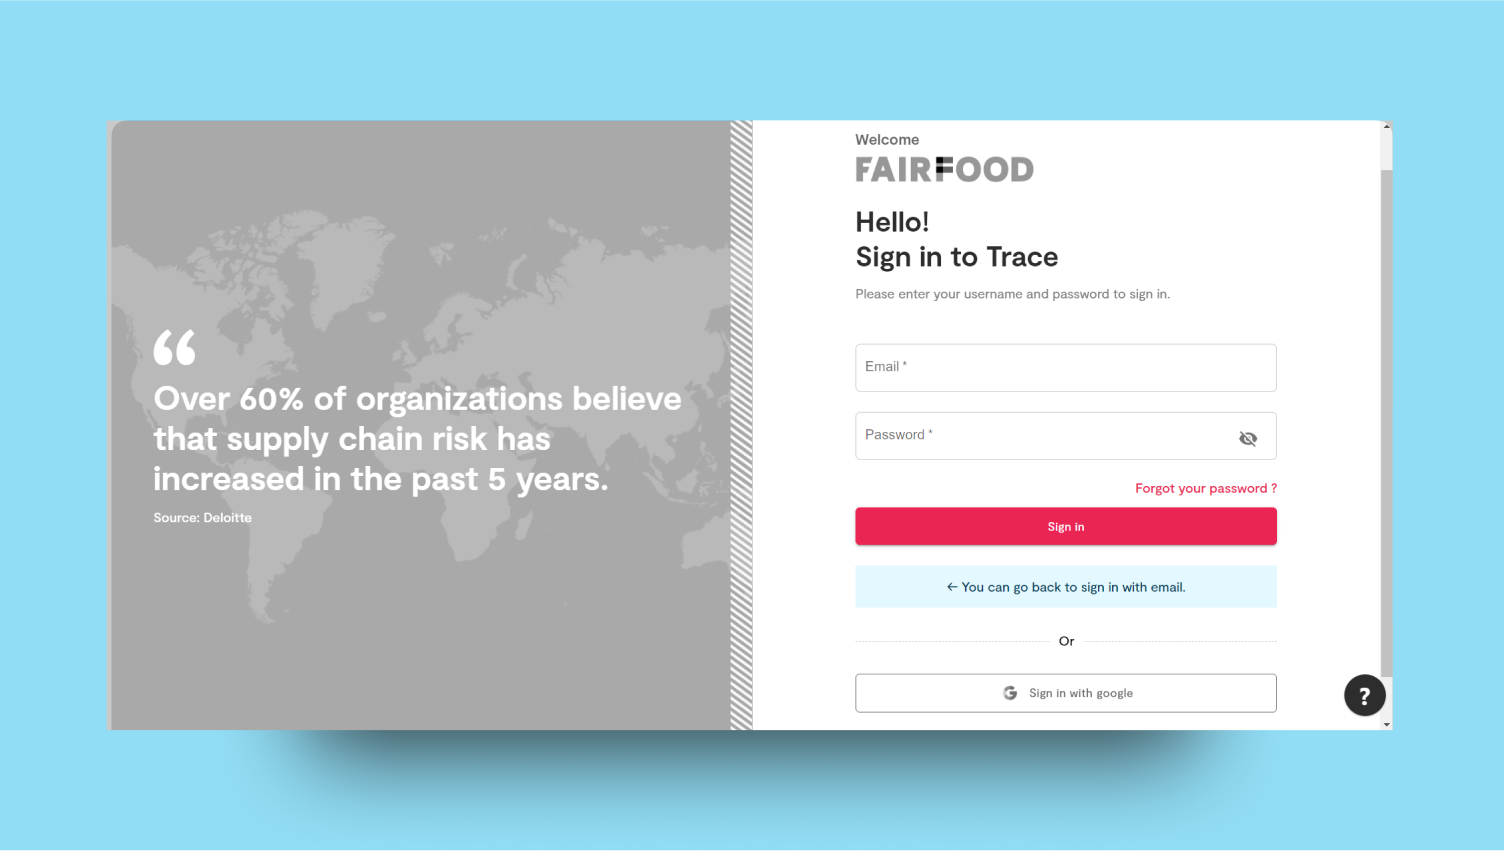 “
Over 60% of organizations believe
that supply chain risk has
increased in the past 5 years.
Source: Deloitte
Welcome
FAIRFOOD
Hello!
Sign in to Trace
Please enter your username and password to sign in.
Email *
Password *
Forgot your password ?
Sign in
← You can go back to sign in with email.
Or
G Sign in with google
?